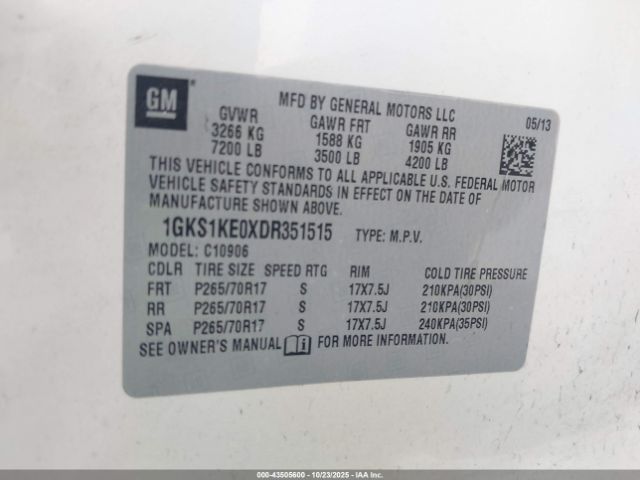 GM
MFD BY GENERAL MOTORS LLC
05/13
GVWR GAWR FRT GAWR RR
3266 KG 1588 KG 1905 KG
7200 LB 3500 LB 4200 LB
THIS VEHICLE CONFORMS TO ALL APPLICABLE U.S. FEDERAL MOTOR
VEHICLE SAFETY STANDARDS IN EFFECT ON THE DATE OF
MANUFACTURE SHOWN ABOVE.
1GKS1KE0XDR351515 TYPE: M.P.V.
MODEL: C10906
CDLR TIRE SIZE SPEED RTG RIM COLD TIRE PRESSURE
FRT P265/70R17 S 17X7.5J 210KPA(30PSI)
RR P265/70R17 S 17X7.5J 210KPA(30PSI)
SPA P265/70R17 S 17X7.5J 240KPA(35PSI)
SEE OWNER'S MANUAL FOR MORE INFORMATION.
000-43505600 - 10/23/2025 - IAAI.com